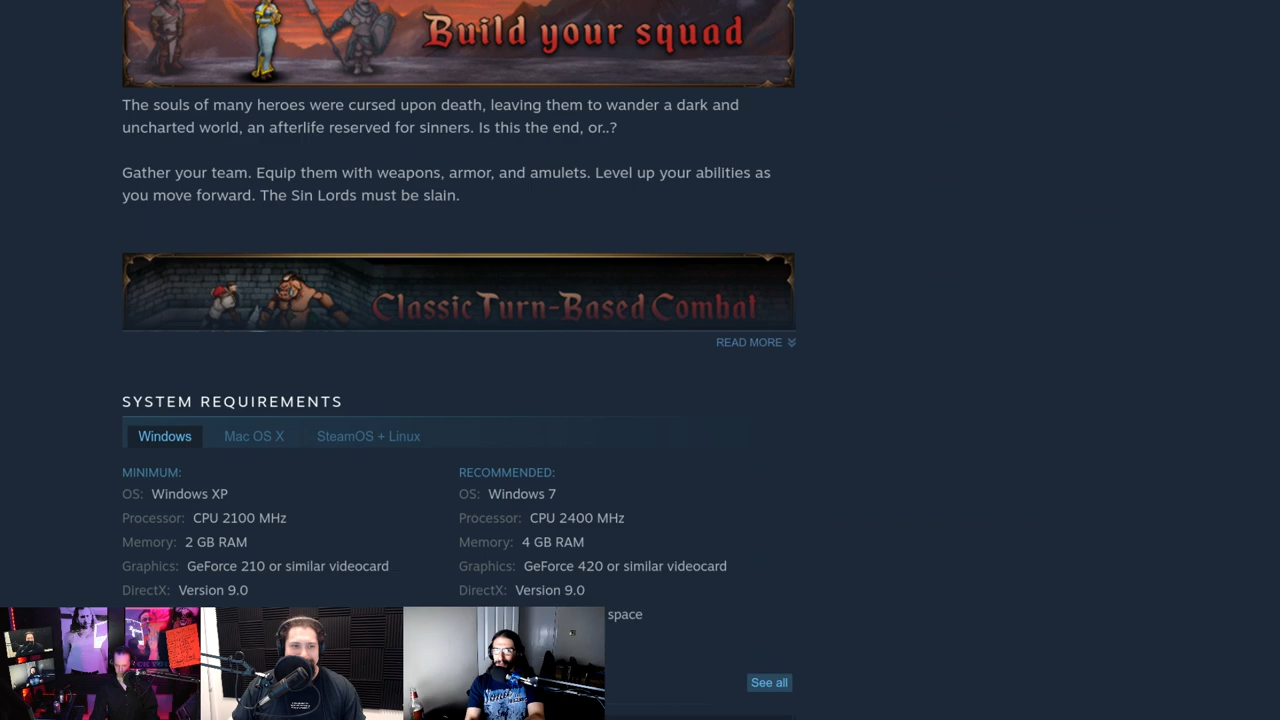 Build your squad
The souls of many heroes were cursed upon death, leaving them to wander a dark and
uncharted world, an afterlife reserved for sinners. Is this the end, or..?
Gather your team. Equip them with weapons, armor, and amulets. Level up your abilities as
you move forward. The Sin Lords must be slain.
Classic Turn-Based Combat
READ MORE
SYSTEM REQUIREMENTS
Windows Mac OS X SteamOS + Linux
MINIMUM: RECOMMENDED:
OS: Windows XP OS: Windows 7
Processor: CPU 2100 MHz Processor: CPU 2400 MHz
Memory: 2 GB RAM Memory: 4 GB RAM
Graphics: GeForce 210 or similar videocard Graphics: GeForce 420 or similar videocard
DirectX: Version 9.0 DirectX: Version 9.0
space
See all